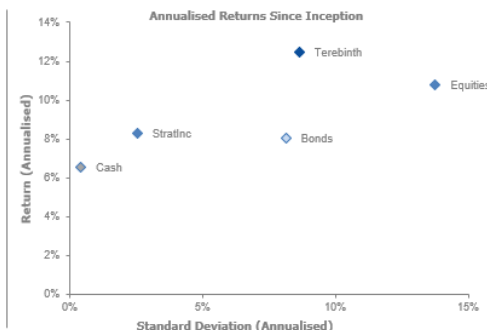 Annualised Returns Since Inception
14%
12%
10%
8%
6%
4%
2%
0%
Return (Annualised)
Terebinth
Equities
StratInc
Bonds
Cash
0%
5%
10%
15%
Standard Deviation (Annualised)